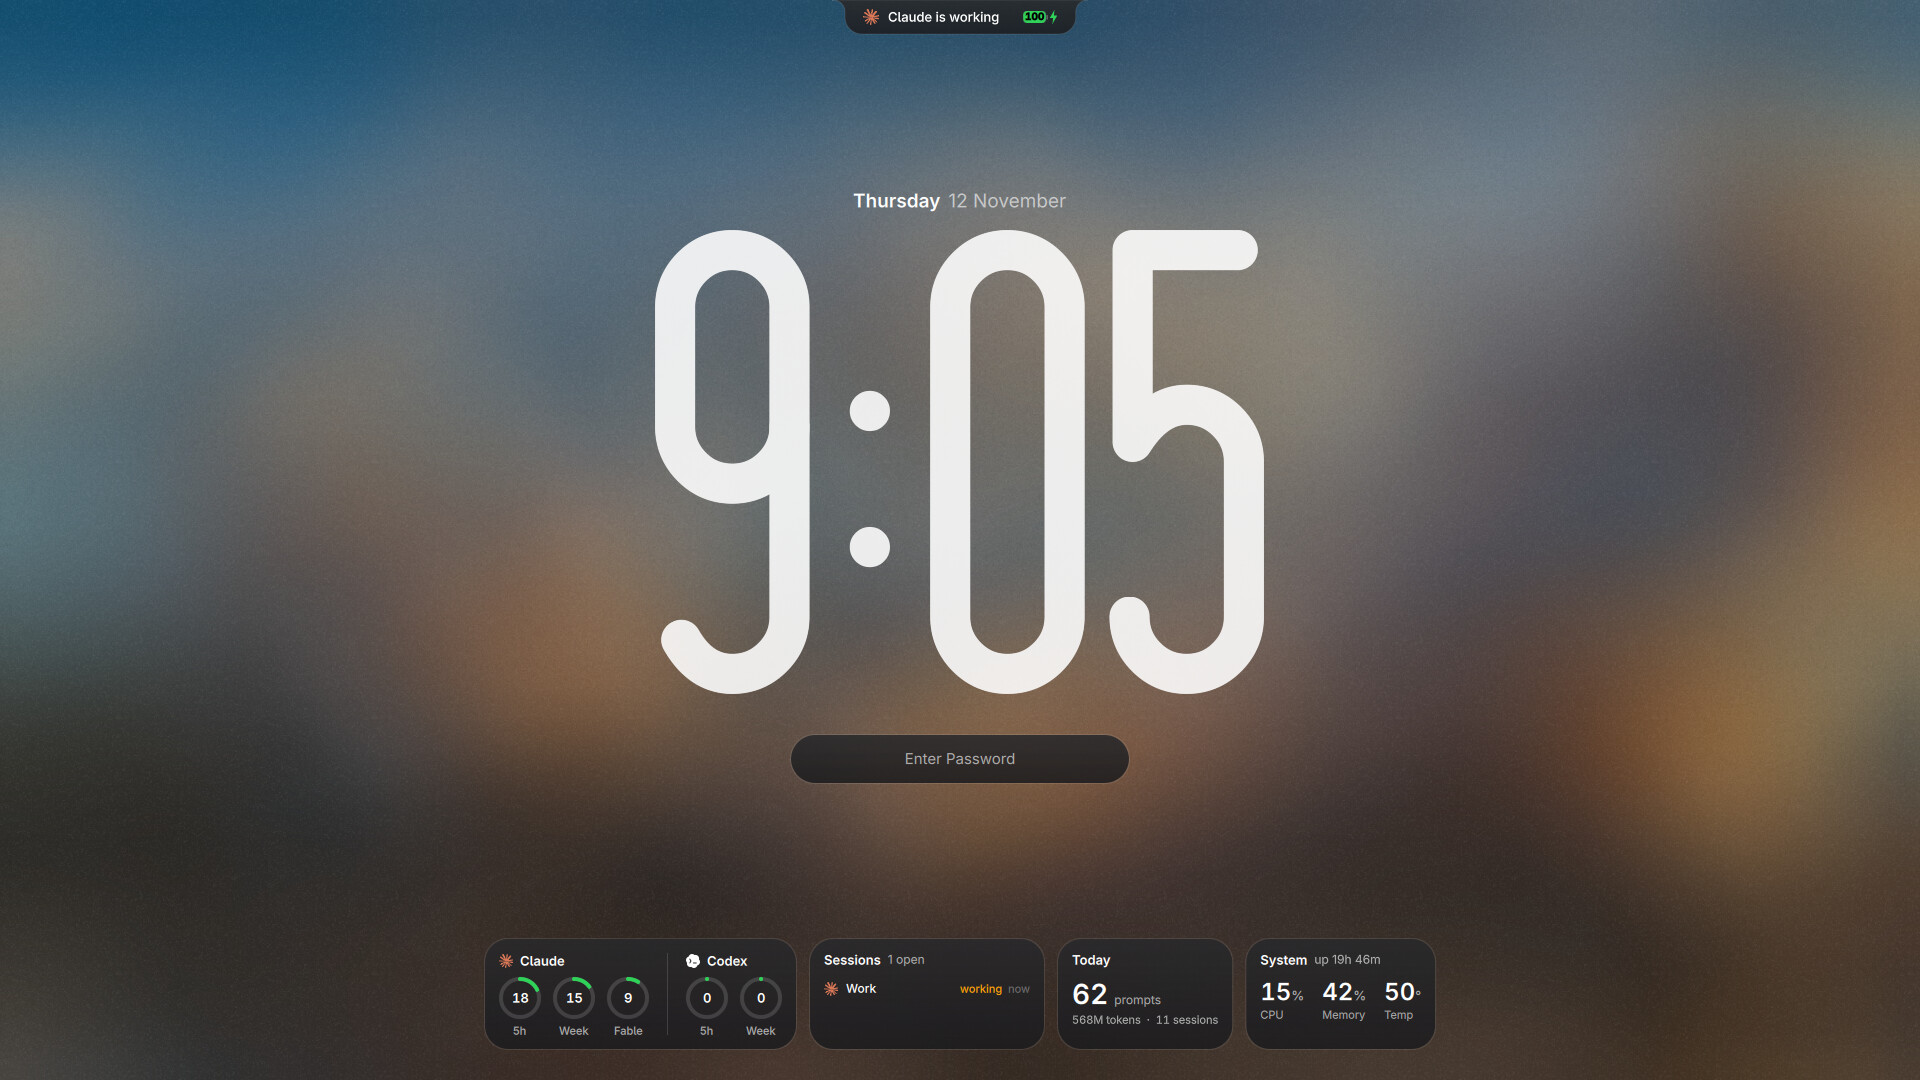 Claude is working 100
Thursday 12 November
9:05
Enter Password
Claude
18 15 9
5h Week Fable
Codex
0 0
5h Week
Sessions 1 open
Work working now
Today
62 prompts
568M tokens · 11 sessions
System up 19h 46m
15% 42% 50°
CPU Memory Temp